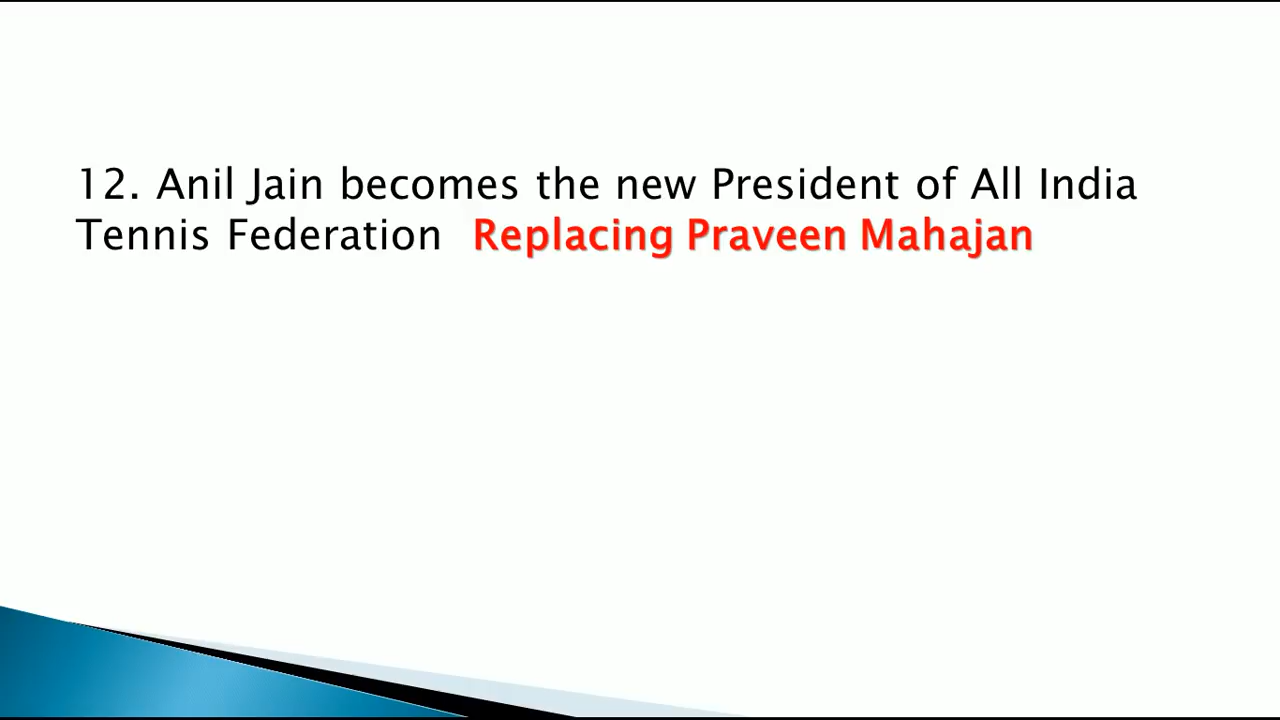 12. Anil Jain becomes the new President of All India
Tennis Federation Replacing Praveen Mahajan